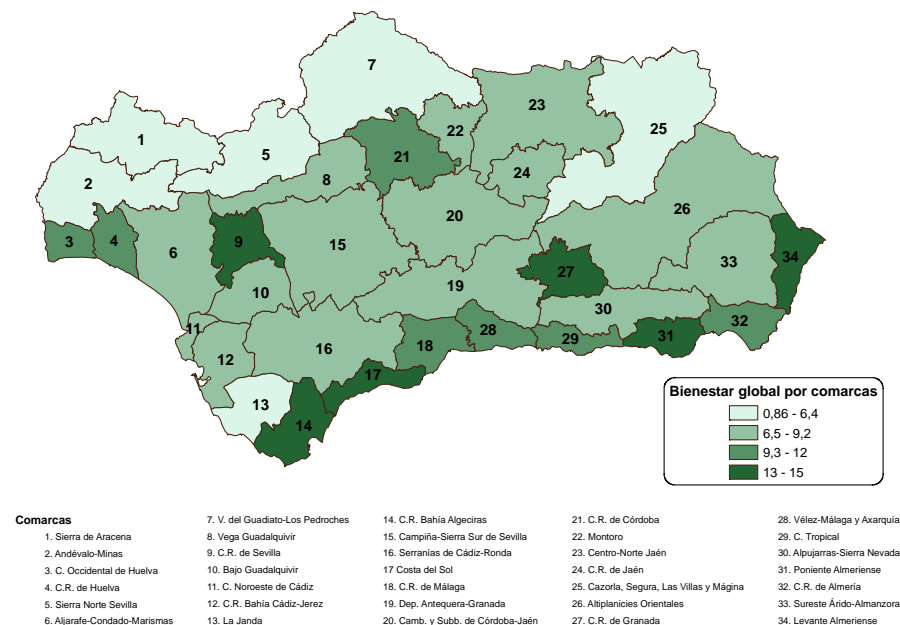 7
23
1
22
25
5
21
24
8
2
20
26
3
4
9
15
33
6
34
27
19
10
30
32
11
28
31
16
18
29
12
17
13
14
Bienestar global por comarcas
0,86 - 6,4
6,5 - 9,2
9,3 - 12
13 - 15
Comarcas
1. Sierra de Aracena
2. Andévalo-Minas
3. C. Occidental de Huelva
4. C.R. de Huelva
5. Sierra Norte Sevilla
6. Aljarafe-Condado-Marismas
7. V. del Guadiato-Los Pedroches
8. Vega Guadalquivir
9. C.R. de Sevilla
10. Bajo Guadalquivir
11. C. Noroeste de Cádiz
12. C.R. Bahía Cádiz-Jerez
13. La Janda
14. C.R. Bahía Algeciras
15. Campiña-Sierra Sur de Sevilla
16. Serranías de Cádiz-Ronda
17 Costa del Sol
18. C.R. de Málaga
19. Dep. Antequera-Granada
20. Camb. y Subb. de Córdoba-Jaén
21. C.R. de Córdoba
22. Montoro
23. Centro-Norte Jaén
24. C.R. de Jaén
25. Cazorla, Segura, Las Villas y Mágina
26. Altiplanicies Orientales
27. C.R. de Granada
28. Vélez-Málaga y Axarquía
29. C. Tropical
30. Alpujarras-Sierra Nevada
31. Poniente Almeriense
32. C.R. de Almería
33. Sureste Árido-Almanzora
34. Levante Almeriense